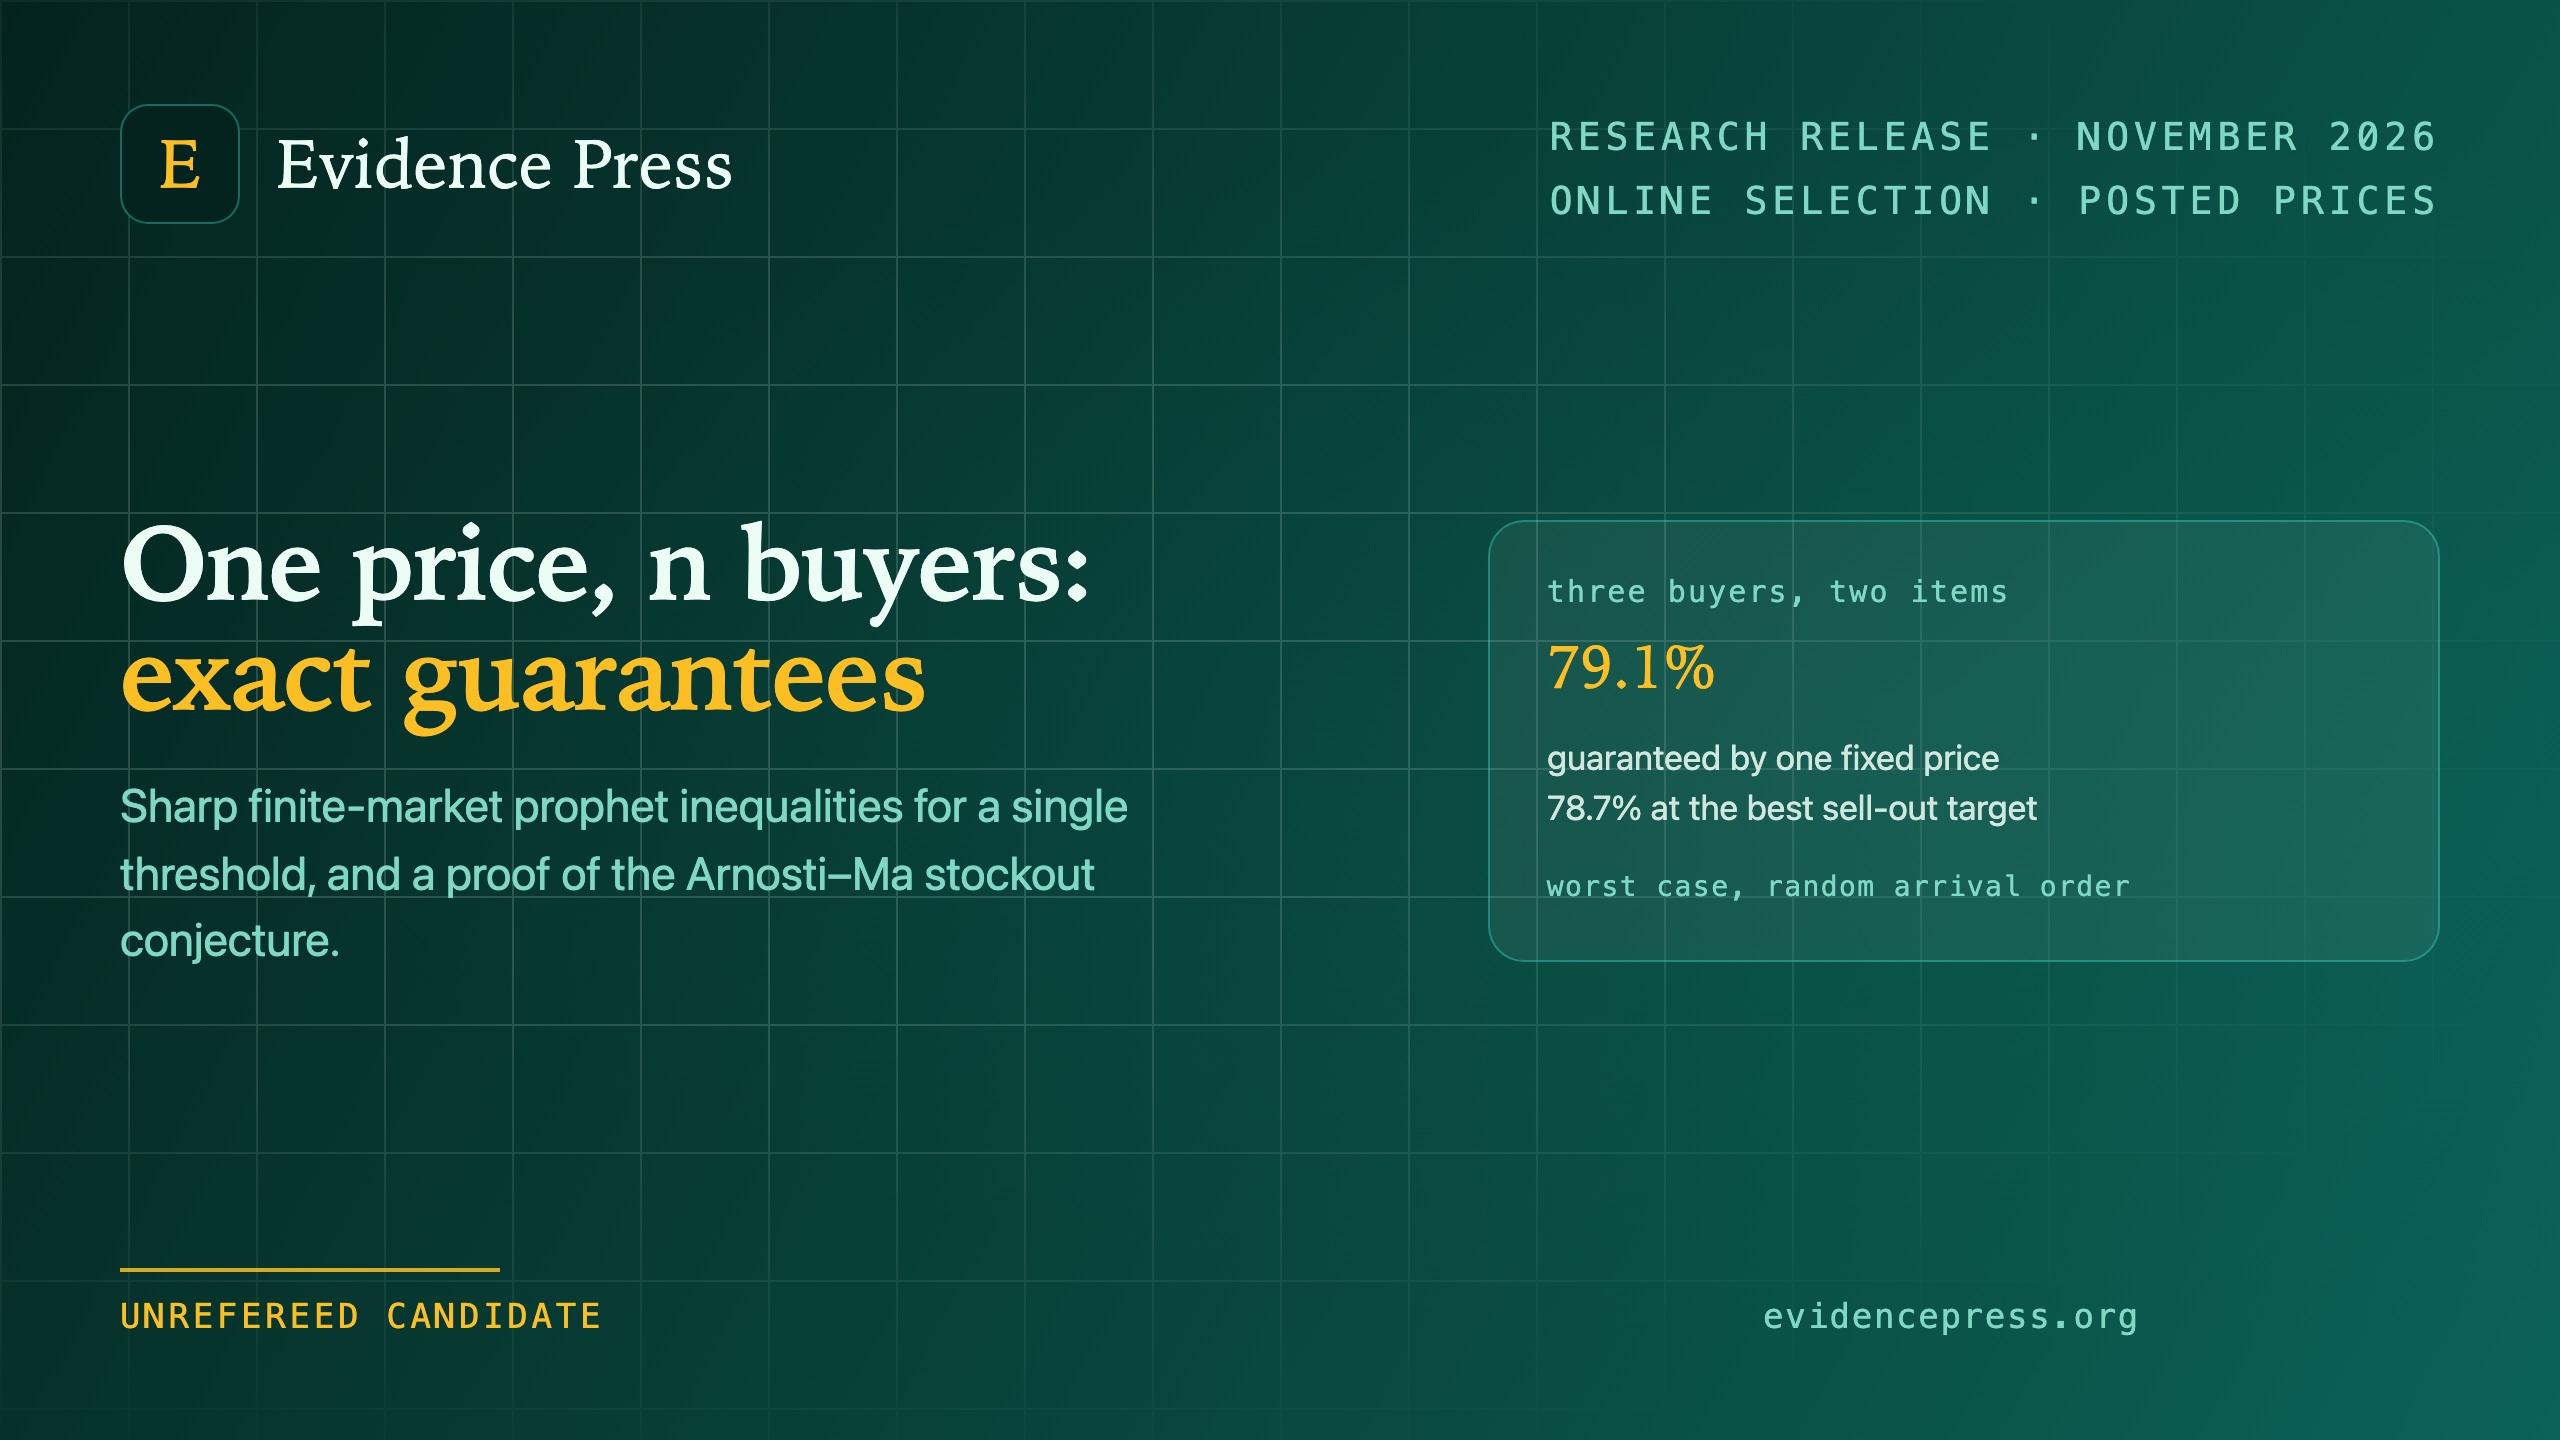 E
Evidence Press
RESEARCH RELEASE · NOVEMBER 2026
ONLINE SELECTION · POSTED PRICES
One price, n buyers:
exact guarantees
Sharp finite-market prophet inequalities for a single
threshold, and a proof of the Arnosti–Ma stockout
conjecture.
three buyers, two items
79.1%
guaranteed by one fixed price
78.7% at the best sell-out target
worst case, random arrival order
UNREFEREED CANDIDATE
evidencepress.org